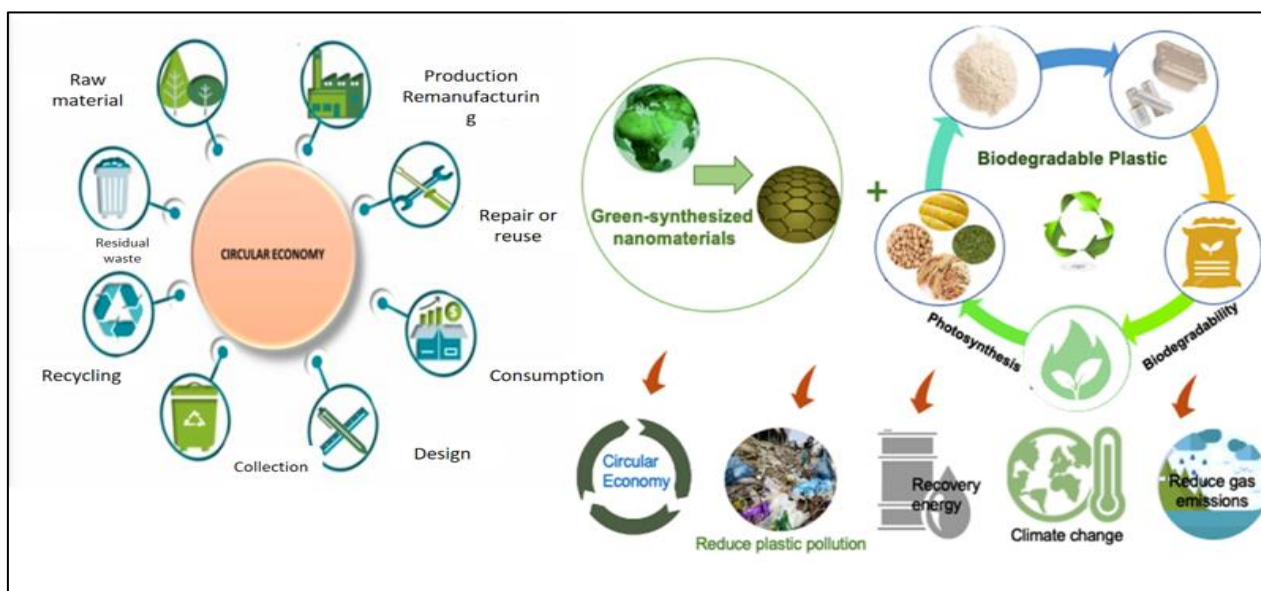 Raw
material
Production
Remanufacturin
g
Residual
waste
CIRCULAR ECONOMY
Repair or
reuse
Recycling
Consumption
Collection
Design
Green-synthesized
nanomaterials
+
Biodegradable Plastic
Photosynthesis
Biodegradability
Circular
Economy
Reduce plastic pollution
Recovery
energy
Climate change
Reduce gas
emissions